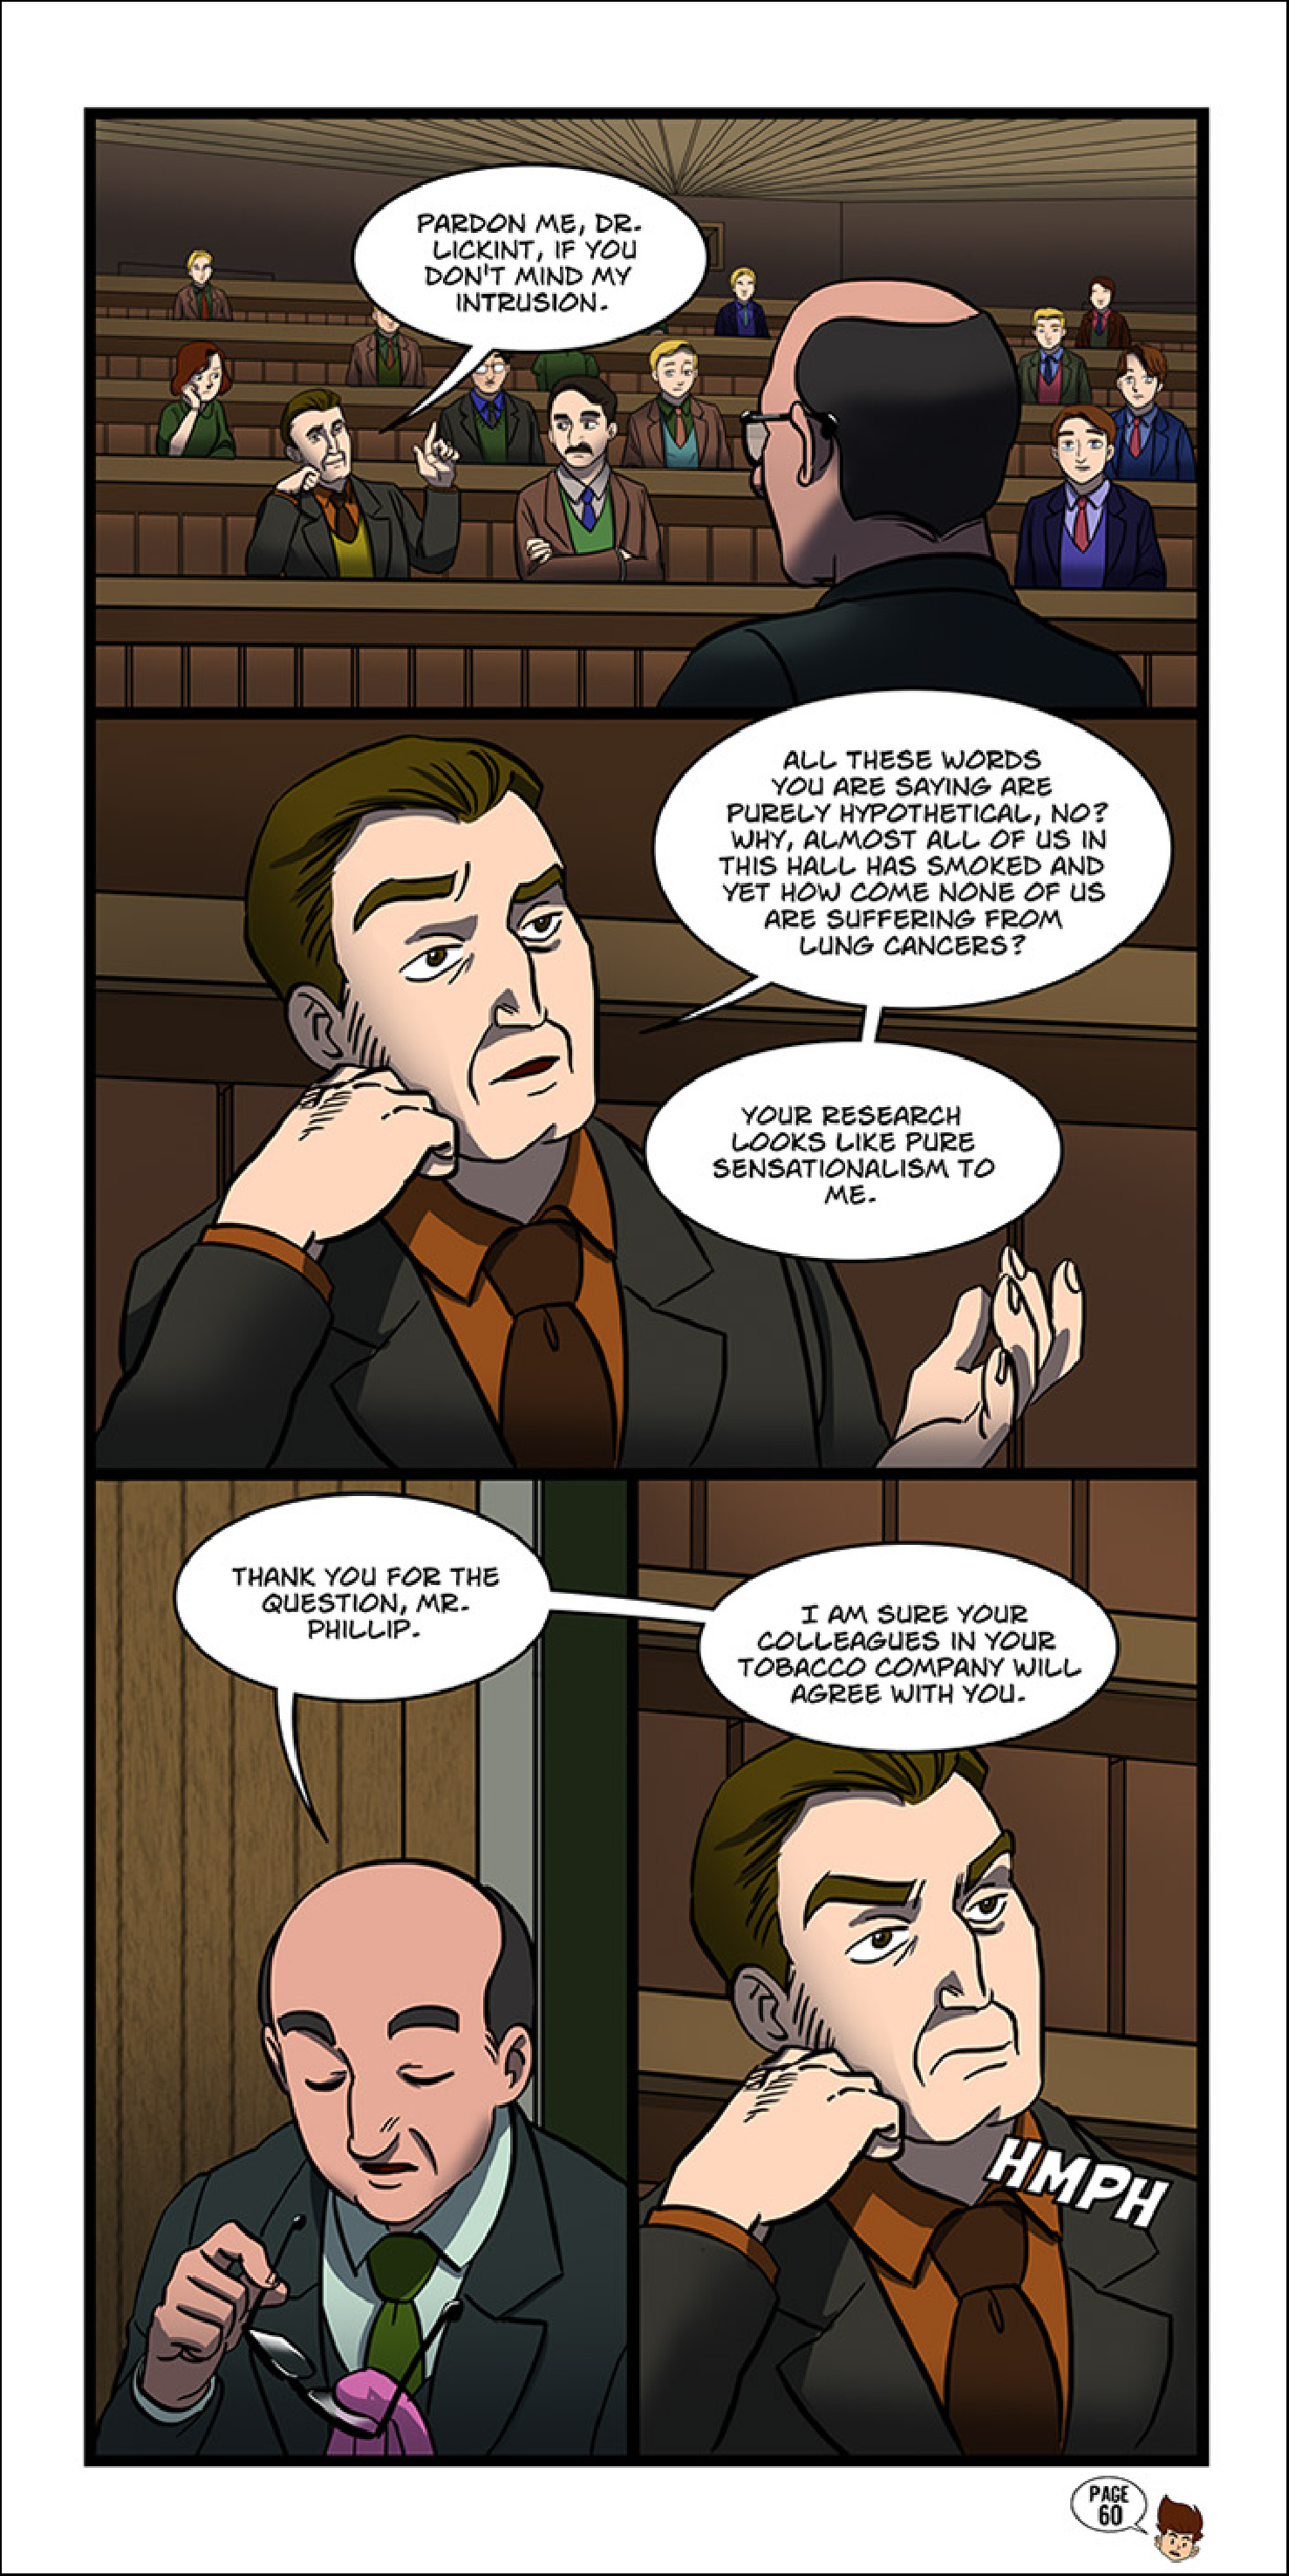 PARDON ME, DR.
LICKINT, IF YOU
DON'T MIND MY
INTRUSION.
ALL THESE WORDS
YOU ARE SAYING ARE
PURELY HYPOTHETICAL, NO?
WHY, ALMOST ALL OF US IN
THIS HALL HAS SMOKED AND
YET HOW COME NONE OF US
ARE SUFFERING FROM
LUNG CANCERS?
YOUR RESEARCH
LOOKS LIKE PURE
SENSATIONALISM TO
ME.
THANK YOU FOR THE
QUESTION, MR.
PHILLIP.
I AM SURE YOUR
COLLEAGUES IN YOUR
TOBACCO COMPANY WILL
AGREE WITH YOU.
HMPH
PAGE
60